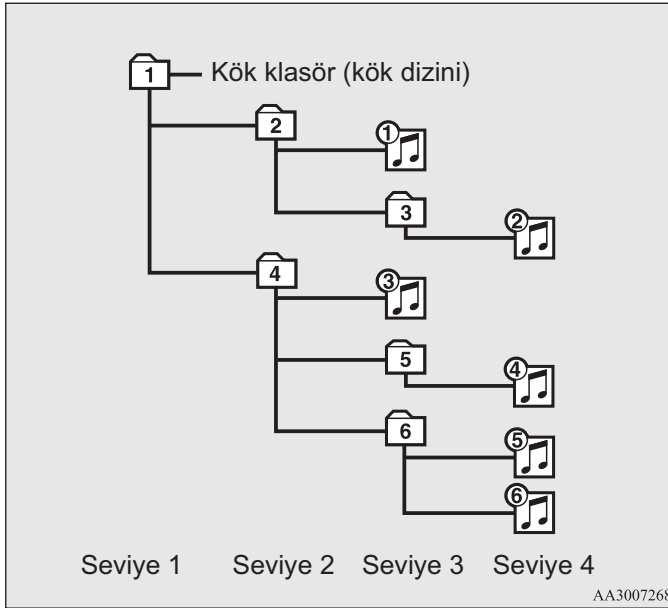 1 Kök klasör (kök dizini)
2 ①
3 ②
4 ③
5 ④
6 ⑤
⑥
Seviye 1 Seviye 2 Seviye 3 Seviye 4
AA3007268